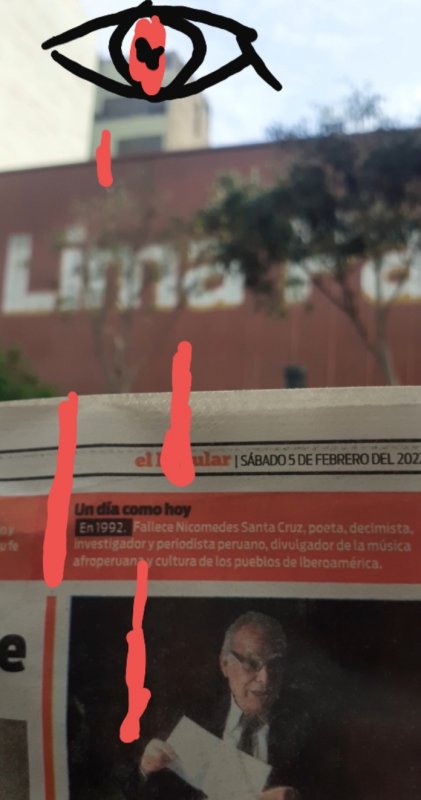 Lima
el | SÁBADO 5 DE FEBRERO DEL 2022
Un día como hoy
En 1992. Fallece Nicomedes Santa Cruz, poeta, decimista,
investigador y periodista peruano, divulgador de la música
afroperuana y cultura de los pueblos de Iberoamérica.
e